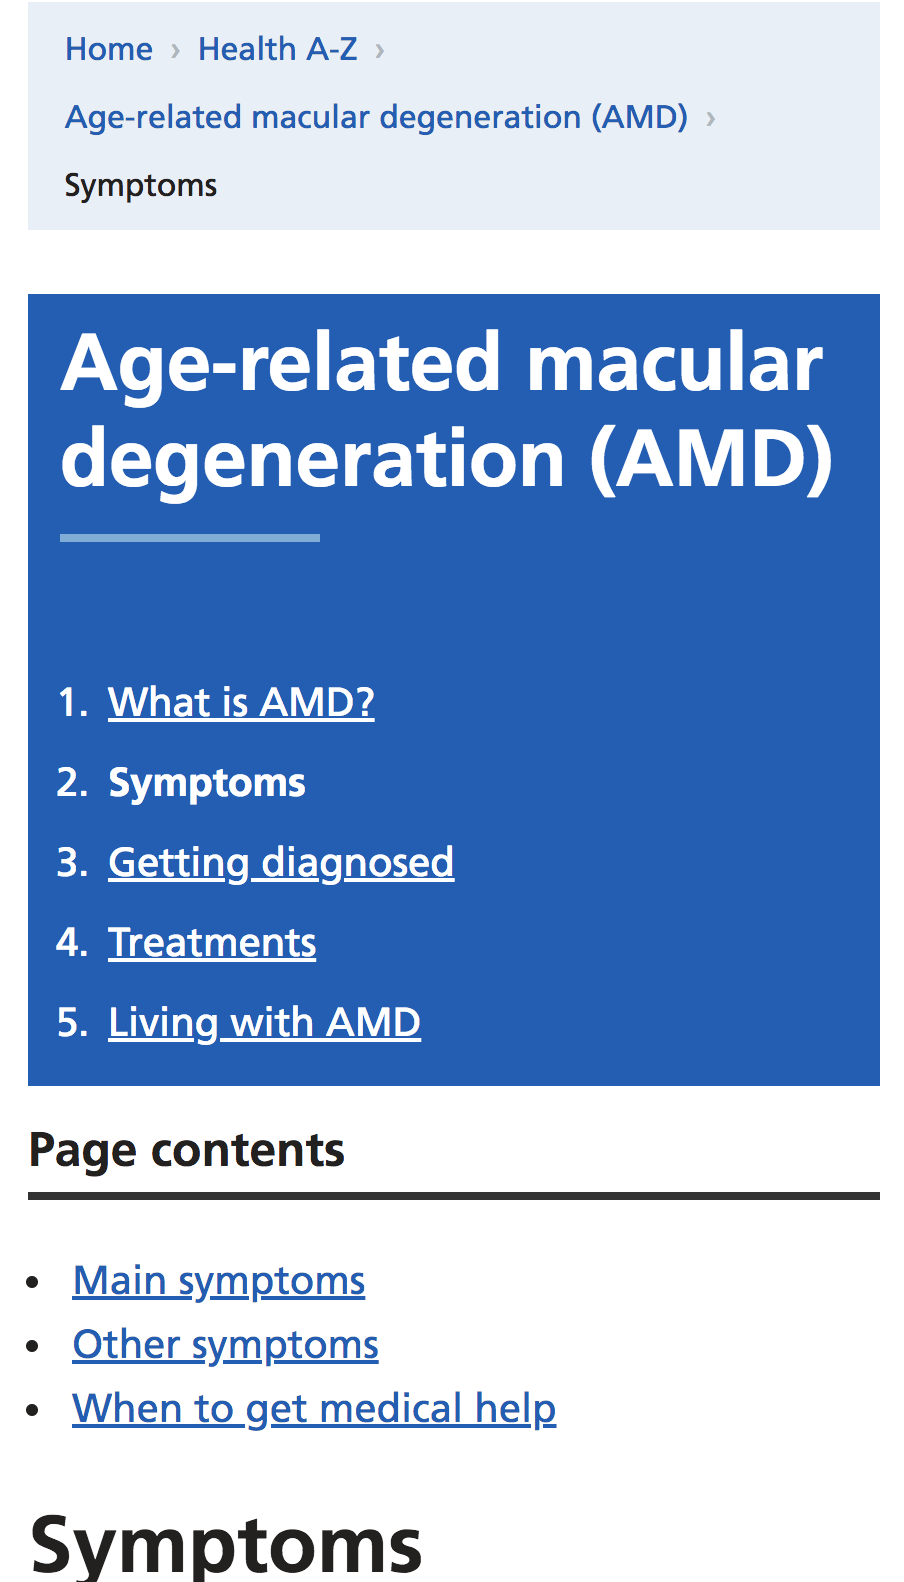 Home › Health A-Z ›
Age-related macular degeneration (AMD) ›
Symptoms
Age-related macular
degeneration (AMD)
1. What is AMD?
2. Symptoms
3. Getting diagnosed
4. Treatments
5. Living with AMD
Page contents
• Main symptoms
• Other symptoms
• When to get medical help
Symptoms